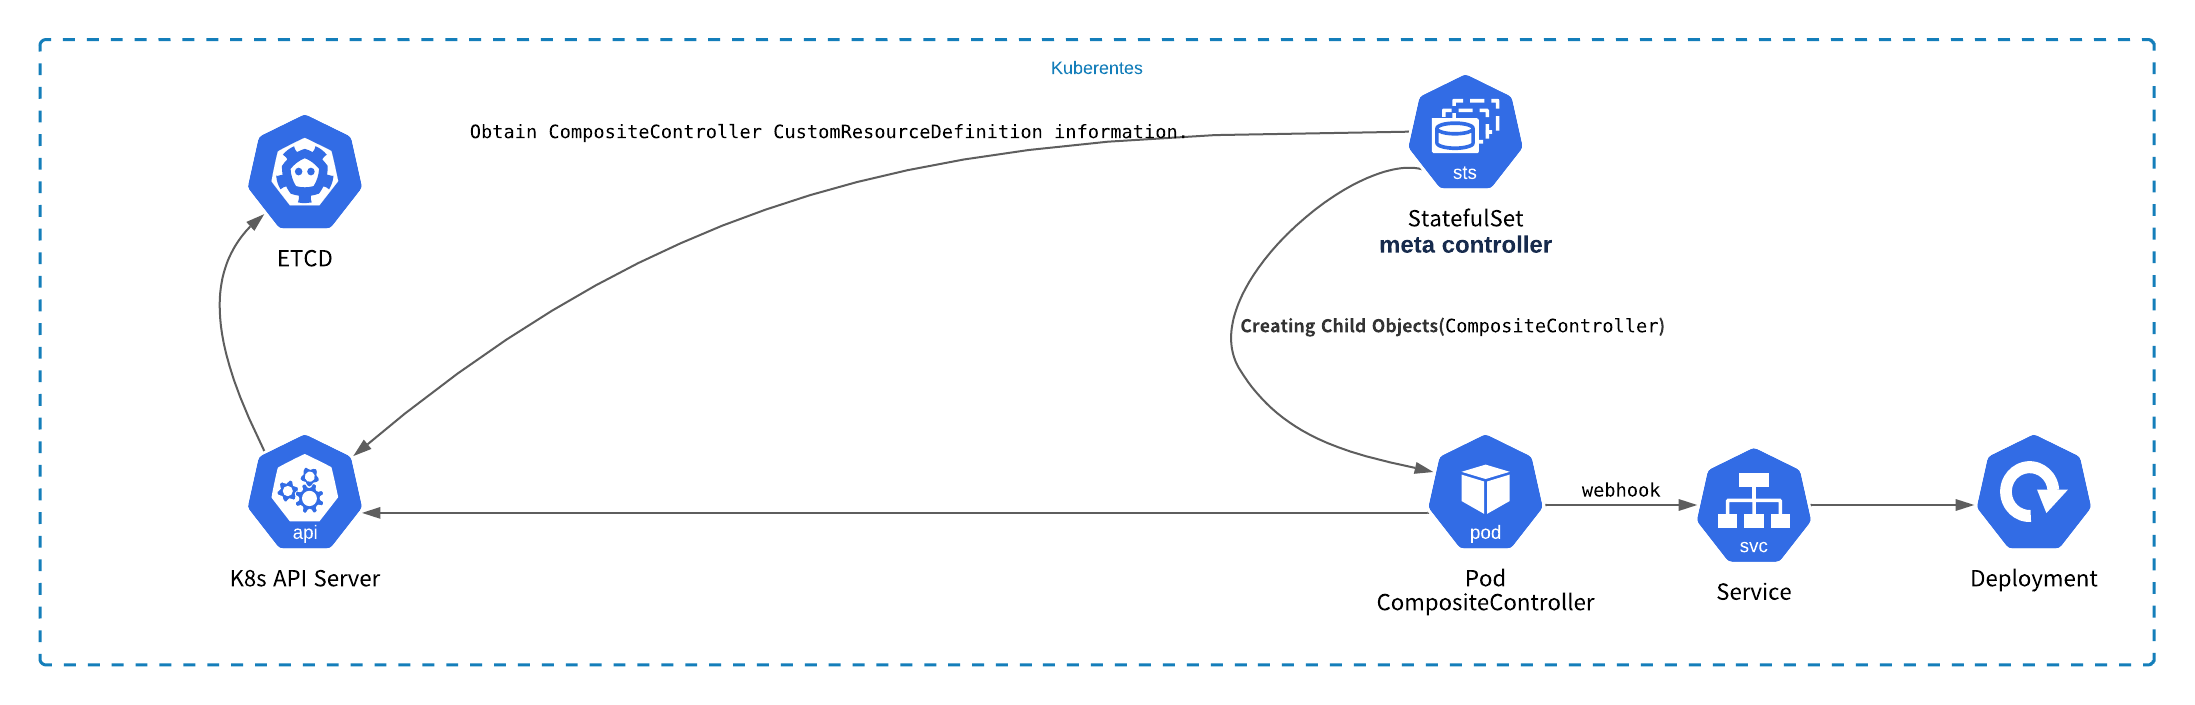 Kuberentes
Obtain CompositeController CustomResourceDefinition information.
sts
StatefulSet
meta controller
ETCD
Creating Child Objects(CompositeController)
api
K8s API Server
pod
Pod
CompositeController
webhook
svc
Service
Deployment